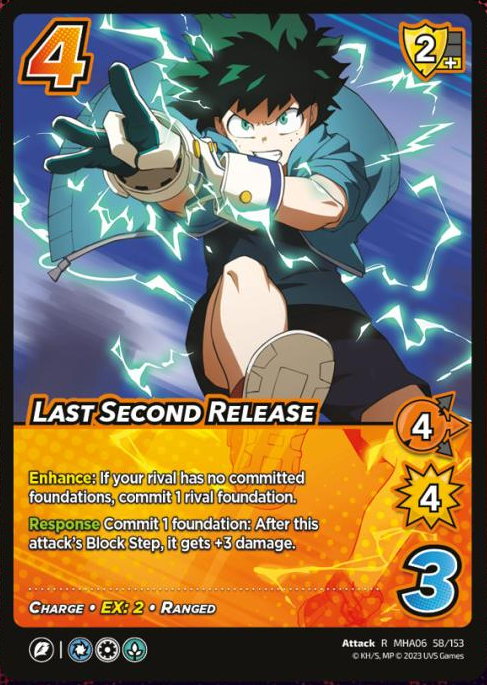 4
2
+
LAST SECOND RELEASE
4
Enhance: If your rival has no committed
foundations, commit 1 rival foundation.
4
Response Commit 1 foundation: After this
attack's Block Step, it gets +3 damage.
3
CHARGE • EX: 2 • RANGED
Attack R MHA06 58/153
© KH/S, MP © 2023 UVS Games